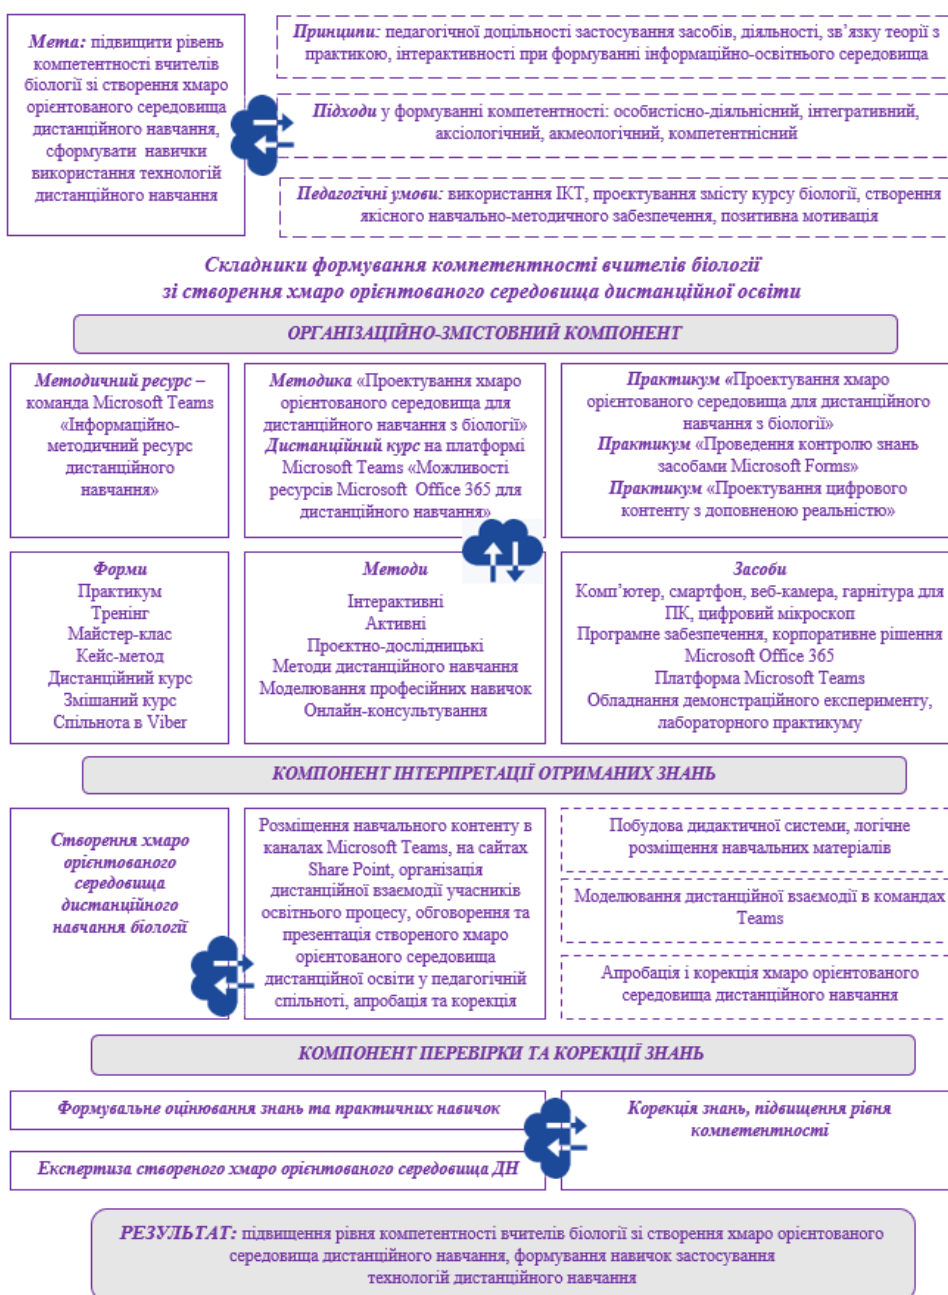 Мета: підвищити рівень
компетентності вчителів
біології зі створення хмаро
орієнтованого середовища
дистанційного навчання,
сформувати навички
використання технологій
дистанційного навчання
Принципи: педагогічної доцільності застосування засобів, діяльності, зв’язку теорії з
практикою, інтерактивності при формуванні інформаційно-освітнього середовища
Підходи у формуванні компетентності: особистісно-діяльнісний, інтегративний,
аксіологічний, акмеологічний, компетентнісний
Педагогічні умови: використання ІКТ, проєктування змісту курсу біології, створення
якісного навчально-методичного забезпечення, позитивна мотивація
Складники формування компетентності вчителів біології
зі створення хмаро орієнтованого середовища дистанційної освіти
ОРГАНІЗАЦІЙНО-ЗМІСТОВНИЙ КОМПОНЕНТ
Методичний ресурс –
команда Microsoft Teams
«Інформаційно-
методичний ресурс
дистанційного
навчання»
Методика «Проектування хмаро
орієнтованого середовища для
дистанційного навчання з біології»
Дистанційний курс на платформі
Microsoft Teams «Можливості
ресурсів Microsoft Office 365 для
дистанційного навчання»
Практикум «Проектування хмаро
орієнтованого середовища для дистанційного
навчання з біології»
Практикум «Проведення контролю знань
засобами Microsoft Forms»
Практикум «Проектування цифрового
контенту з доповненою реальністю»
Форми
Практикум
Тренінг
Майстер-клас
Кейс-метод
Дистанційний курс
Змішаний курс
Спільнота в Viber
Методи
Інтерактивні
Активні
Проєктно-дослідницькі
Методи дистанційного навчання
Моделювання професійних навичок
Онлайн-консультування
Засоби
Комп’ютер, смартфон, веб-камера, гарнітура для
ПК, цифровий мікроскоп
Програмне забезпечення, корпоративне рішення
Microsoft Office 365
Платформа Microsoft Teams
Обладнання демонстраційного експерименту,
лабораторного практикуму
КОМПОНЕНТ ІНТЕРПРЕТАЦІЇ ОТРИМАНИХ ЗНАНЬ
Створення хмаро
орієнтованого
середовища
дистанційного
навчання біології
Розміщення навчального контенту в
каналах Microsoft Teams, на сайтах
Share Point, організація
дистанційної взаємодії учасників
освітнього процесу, обговорення та
презентація створеного хмаро
орієнтованого середовища
дистанційної освіти у педагогічній
спільноті, апробація та корекція
Побудова дидактичної системи, логічне
розміщення навчальних матеріалів
Моделювання дистанційної взаємодії в командах
Teams
Апробація і корекція хмаро орієнтованого
середовища дистанційного навчання
КОМПОНЕНТ ПЕРЕВІРКИ ТА КОРЕКЦІЇ ЗНАНЬ
Формувальне оцінювання знань та практичних навичок
Експертиза створеного хмаро орієнтованого середовища ДН
Корекція знань, підвищення рівня
компетентності
РЕЗУЛЬТАТ: підвищення рівня компетентності вчителів біології зі створення хмаро орієнтованого
середовища дистанційного навчання, формування навичок застосування
технологій дистанційного навчання